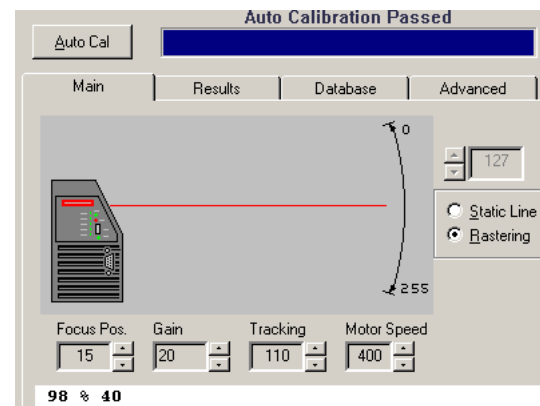 Auto Calibration Passed
Auto Cal
Main Results Database Advanced
0
127
Static Line
Rastering
255
Focus Pos. Gain Tracking Motor Speed
15 20 110 400
98 % 40